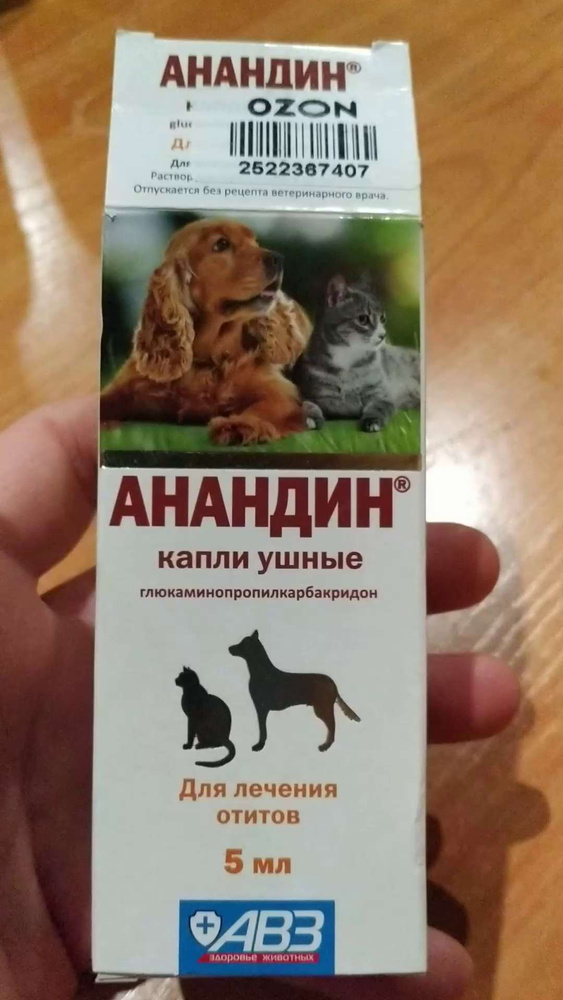 АНАНДИН®
OZON
2522367407
Отпускается без рецепта ветеринарного врача.
АНАНДИН®
капли ушные
глюкаминопропилкарбакридон
Для лечения
отитов
5 мл
АВЗ
ЗДОРОВЬЕ ЖИВОТНЫХ